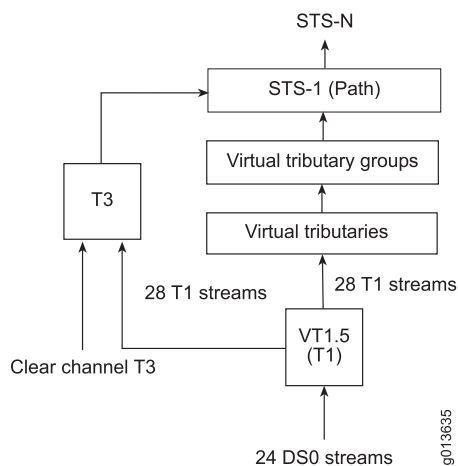 STS-N
STS-1 (Path)
Virtual tributary groups
T3
Virtual tributaries
28 T1 streams
28 T1 streams
VT1.5
(T1)
Clear channel T3
24 DS0 streams
g013635